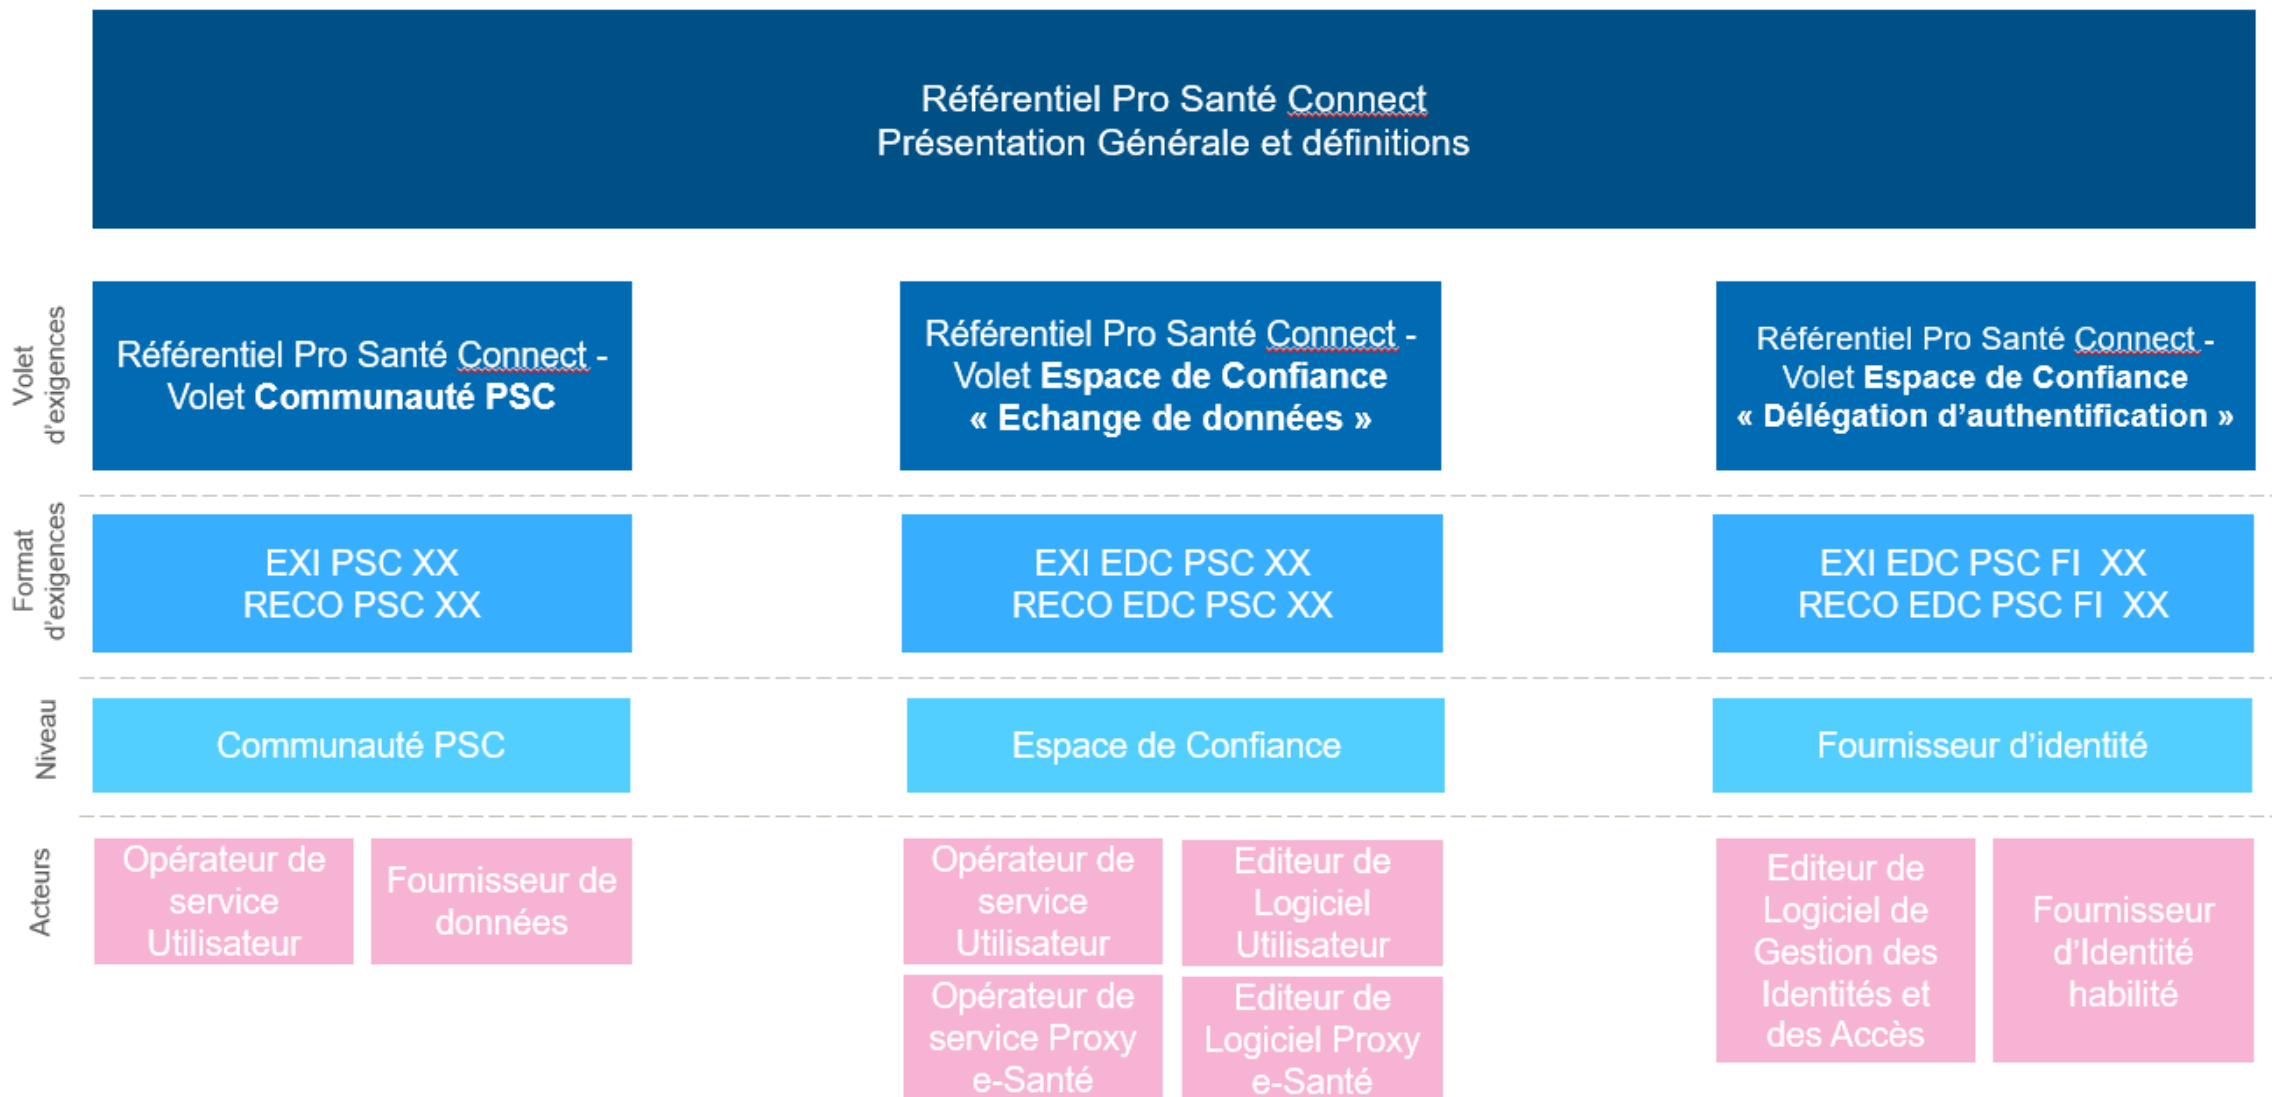 Référentiel Pro Santé Connect
Présentation Générale et définitions
Volet
d'exigences
Référentiel Pro Santé Connect -
Volet Communauté PSC
Référentiel Pro Santé Connect -
Volet Espace de Confiance
« Echange de données »
Référentiel Pro Santé Connect -
Volet Espace de Confiance
« Délégation d'authentification »
Format
d'exigences
EXI PSC XX
RECO PSC XX
EXI EDC PSC XX
RECO EDC PSC XX
EXI EDC PSC FI  XX
RECO EDC PSC FI  XX
Niveau
Communauté PSC
Espace de Confiance
Fournisseur d'identité
Acteurs
Opérateur de
service
Utilisateur
Fournisseur de
données
Opérateur de
service
Utilisateur
Editeur de
Logiciel
Utilisateur
Opérateur de
service Proxy
e-Santé
Editeur de
Logiciel Proxy
e-Santé
Editeur de
Logiciel de
Gestion des
Identités et
des Accès
Fournisseur
d'Identité
habilité